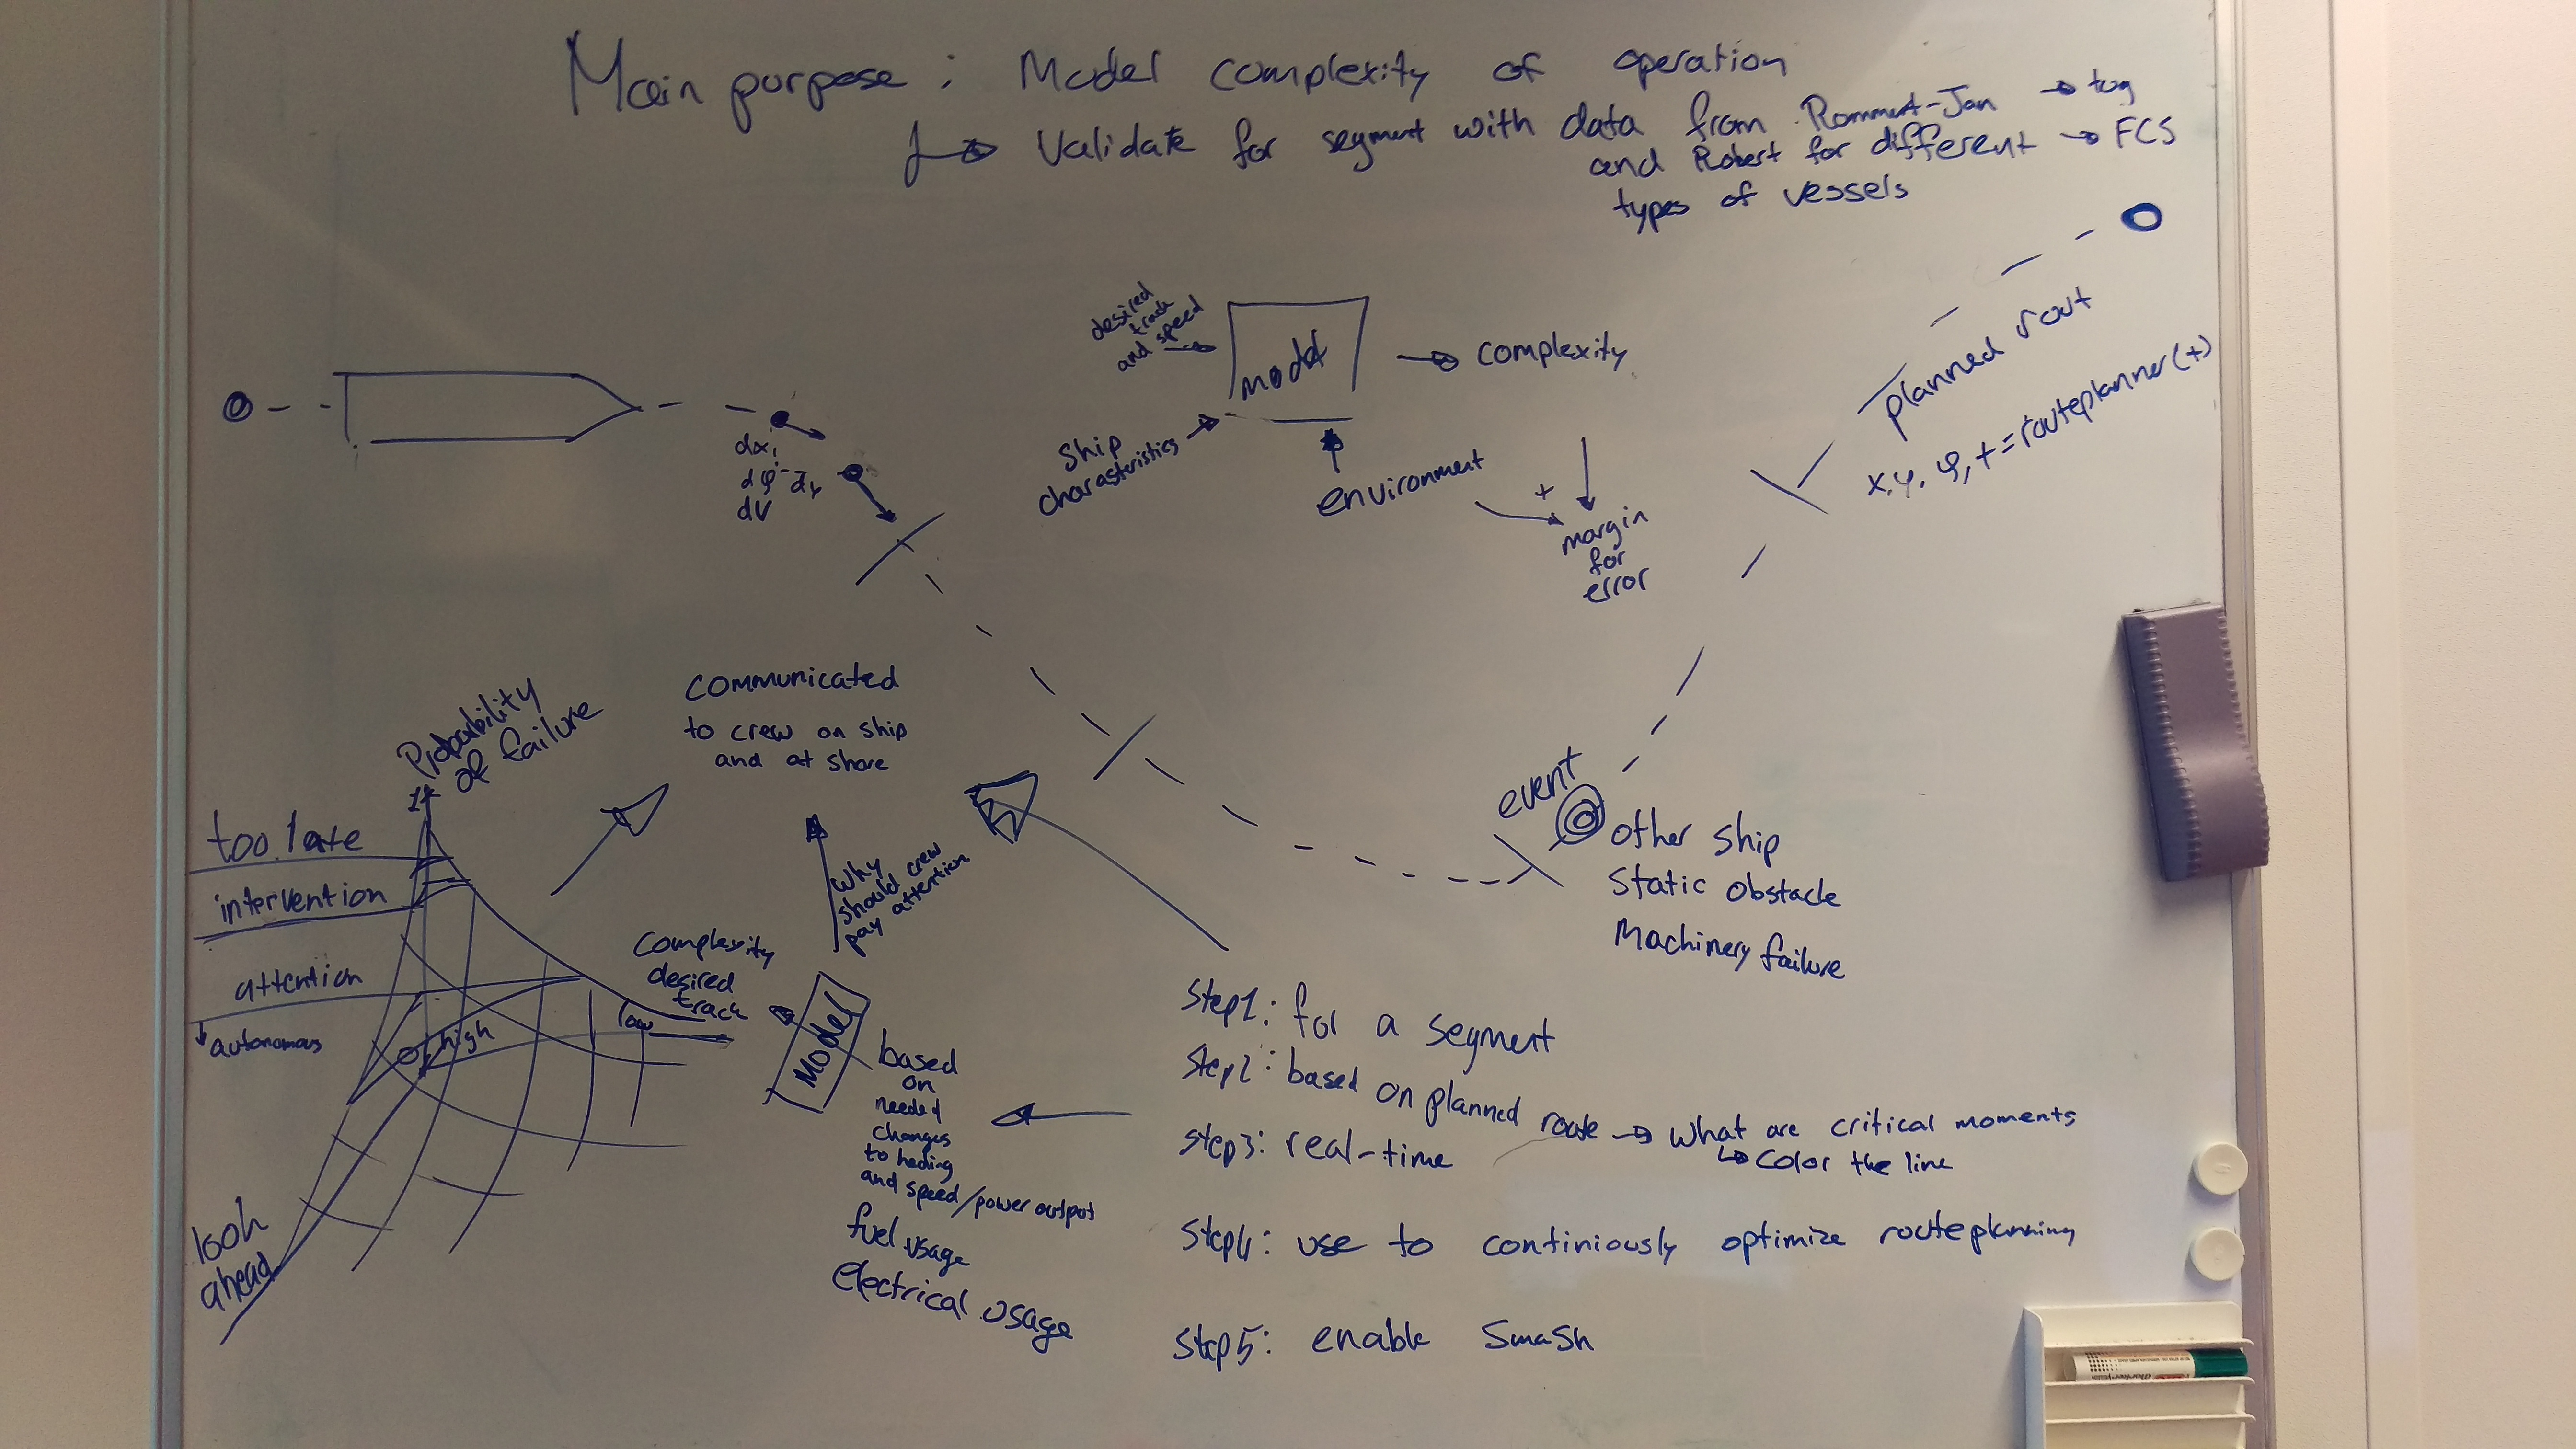 Main purpose : Model complexity of operation
Validate for segment with data from Rommert-Jan → tug
and Robert for different → FCS
types of vessels
desired
track
and speed
model
→ complexity
ship
charasteristics
environment
+
margin
for
error
planned rout
x, y, φ, t = routeplanner(t)
dx,
dφ
dV
Communicated
to crew on ship
and at shore
Probability
of failure
too late
intervention
attention
autonomous
high
low
look
ahead
Complexity
desired
track
why
should crew
pay attention
Model
based
on
needed
changes
to heding
and speed/power output
fuel usage
Electrical usage
event
other ship
Static obstacle
Machinery failure
Step1: for a segment
Step2: based on planned route → what are critical moments
↳ Color the line
Step3: real-time
Step4: use to continiously optimize routeplanning
Step5: enable Smash